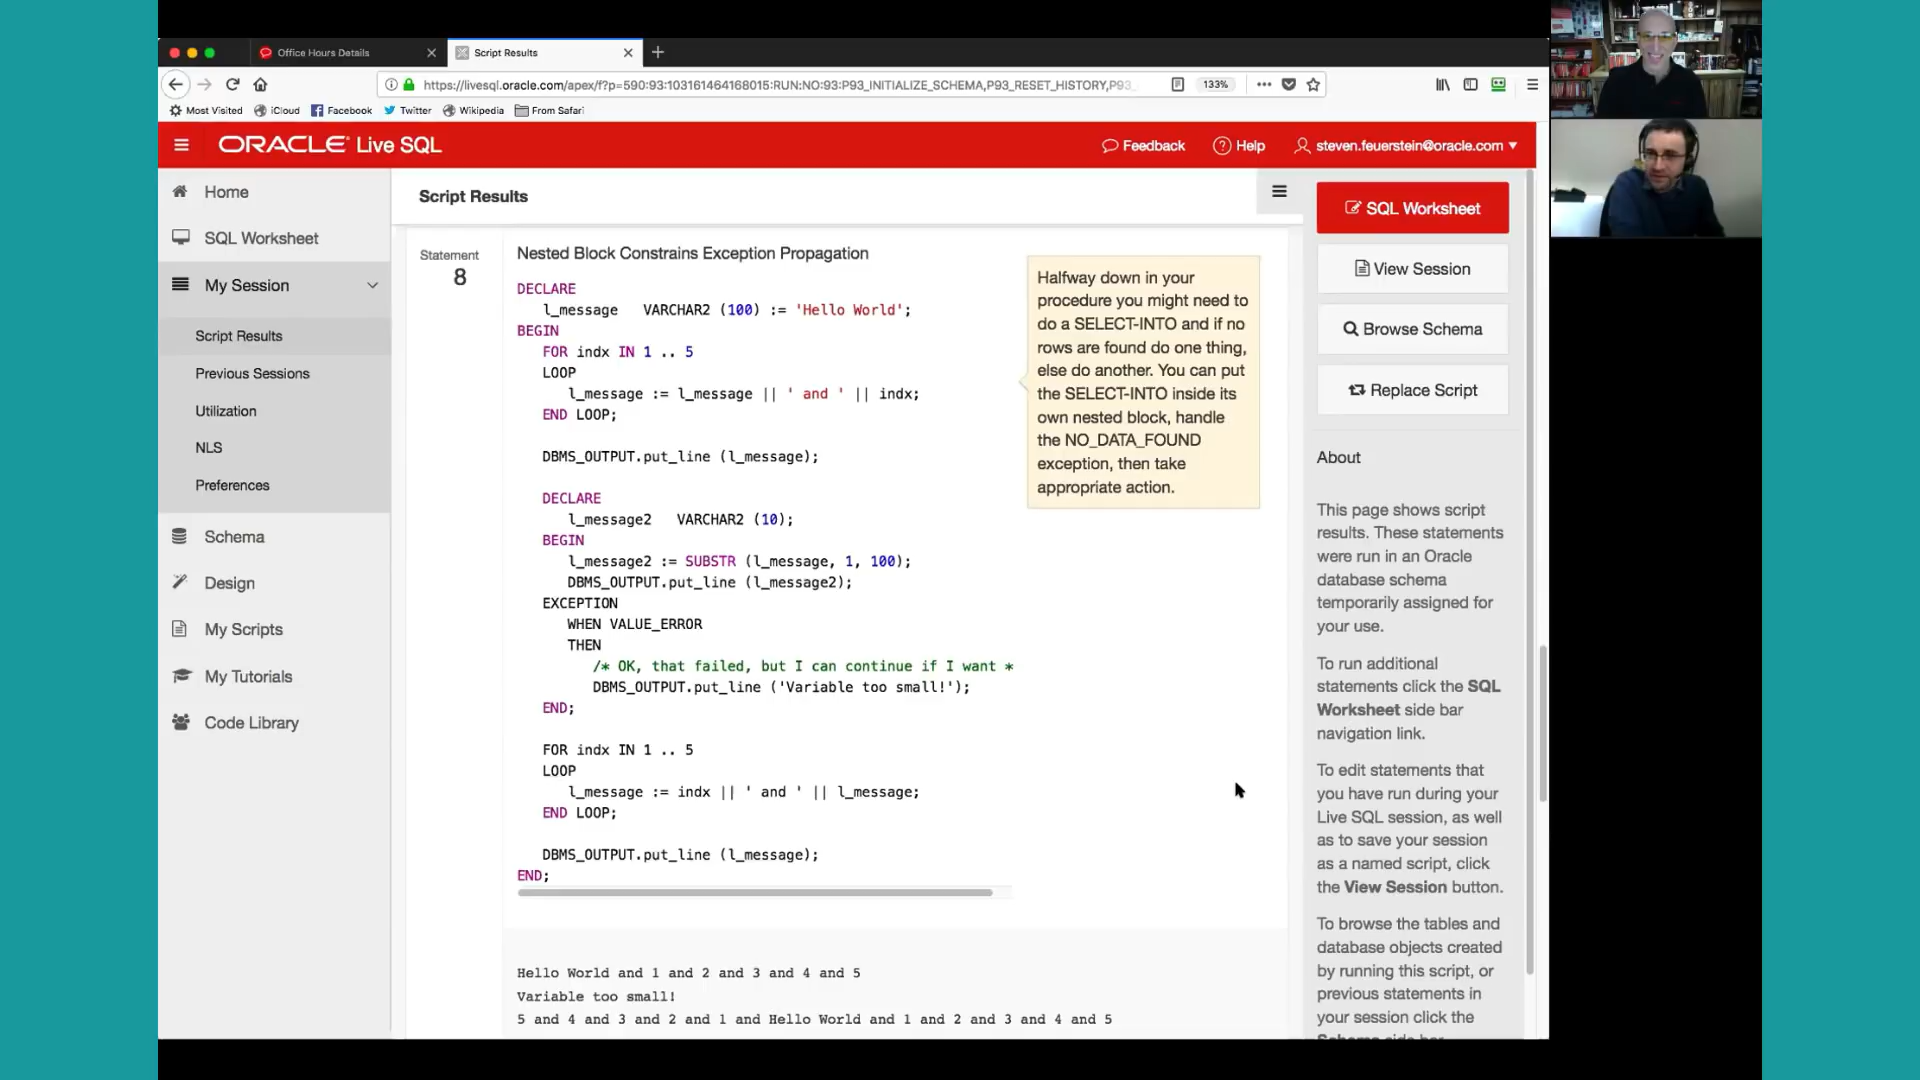 Office Hours Details
Script Results
https://livesql.oracle.com/apex/f?p=590:93:103161464168015:RUN:NO:93:P93_INITIALIZE_SCHEMA,P93_RESET_HISTORY,P93_
133%
Most Visited
iCloud
Facebook
Twitter
Wikipedia
From Safari
ORACLE Live SQL
Feedback
Help
steven.feuerstein@oracle.com
Home
SQL Worksheet
My Session
Script Results
Previous Sessions
Utilization
NLS
Preferences
Schema
Design
My Scripts
My Tutorials
Code Library
Script Results
Statement
8
Nested Block Constrains Exception Propagation
DECLARE
l_message VARCHAR2 (100) := 'Hello World';
BEGIN
FOR indx IN 1 .. 5
LOOP
l_message := l_message || ' and ' || indx;
END LOOP;
DBMS_OUTPUT.put_line (l_message);
DECLARE
l_message2 VARCHAR2 (10);
BEGIN
l_message2 := SUBSTR (l_message, 1, 100);
DBMS_OUTPUT.put_line (l_message2);
EXCEPTION
WHEN VALUE_ERROR
THEN
/* OK, that failed, but I can continue if I want *
DBMS_OUTPUT.put_line ('Variable too small!');
END;
FOR indx IN 1 .. 5
LOOP
l_message := indx || ' and ' || l_message;
END LOOP;
DBMS_OUTPUT.put_line (l_message);
END;
Hello World and 1 and 2 and 3 and 4 and 5
Variable too small!
5 and 4 and 3 and 2 and 1 and Hello World and 1 and 2 and 3 and 4 and 5
Halfway down in your
procedure you might need to
do a SELECT-INTO and if no
rows are found do one thing,
else do another. You can put
the SELECT-INTO inside its
own nested block, handle
the NO_DATA_FOUND
exception, then take
appropriate action.
SQL Worksheet
View Session
Browse Schema
Replace Script
About
This page shows script
results. These statements
were run in an Oracle
database schema
temporarily assigned for
your use.
To run additional
statements click the SQL
Worksheet side bar
navigation link.
To edit statements that
you have run during your
Live SQL session, as well
as to save your session
as a named script, click
the View Session button.
To browse the tables and
database objects created
by running this script, or
previous statements in
your session click the
Schema side bar